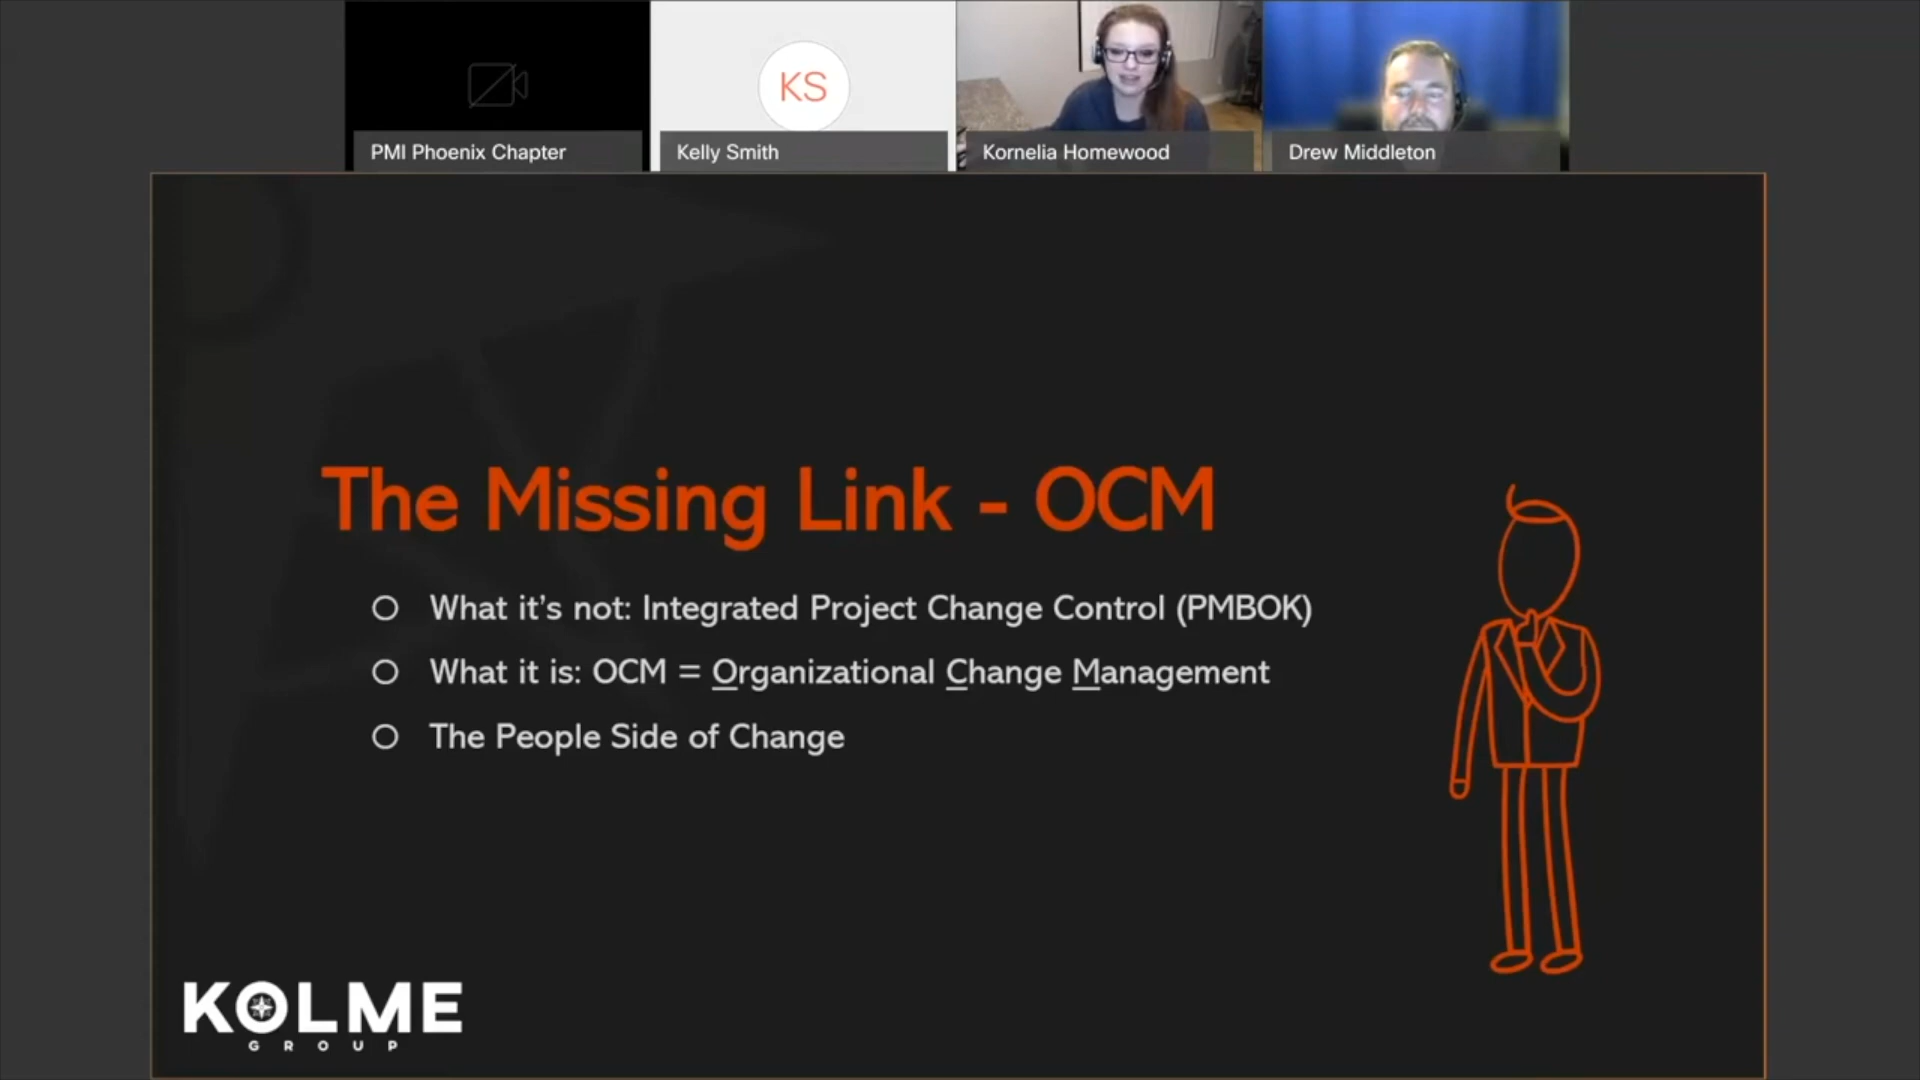 KS
PMI Phoenix Chapter
Kelly Smith
Kornelia Homewood
Drew Middleton
The Missing Link - OCM
What it’s not: Integrated Project Change Control (PMBOK)
What it is: OCM = Organizational Change Management
The People Side of Change
KOLME
GROUP